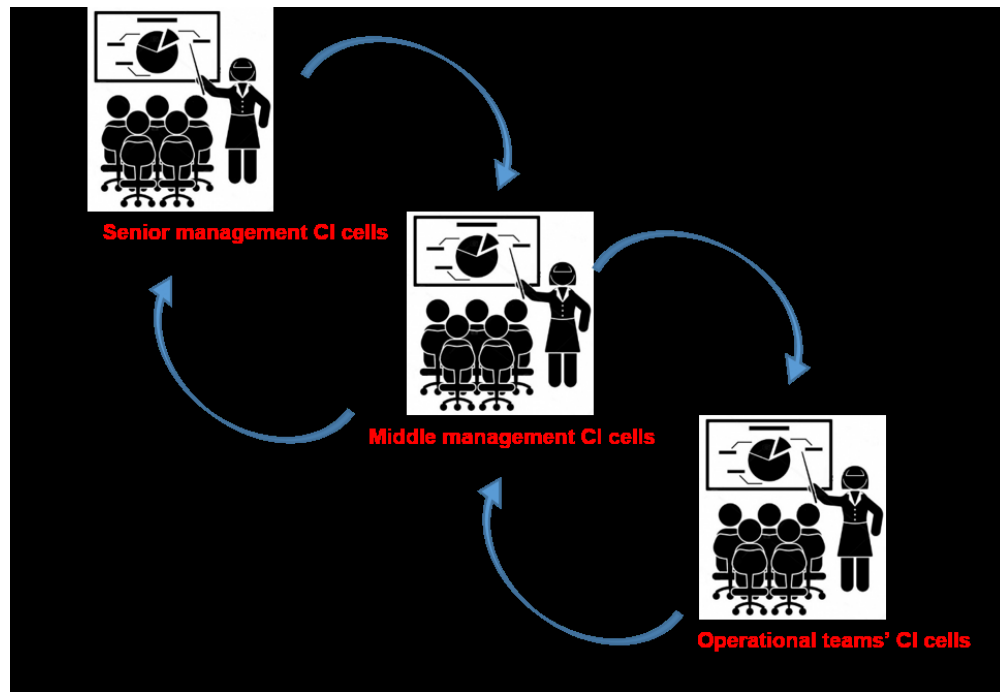 Senior management CI cells
Middle management CI cells
Operational teams’ CI cells